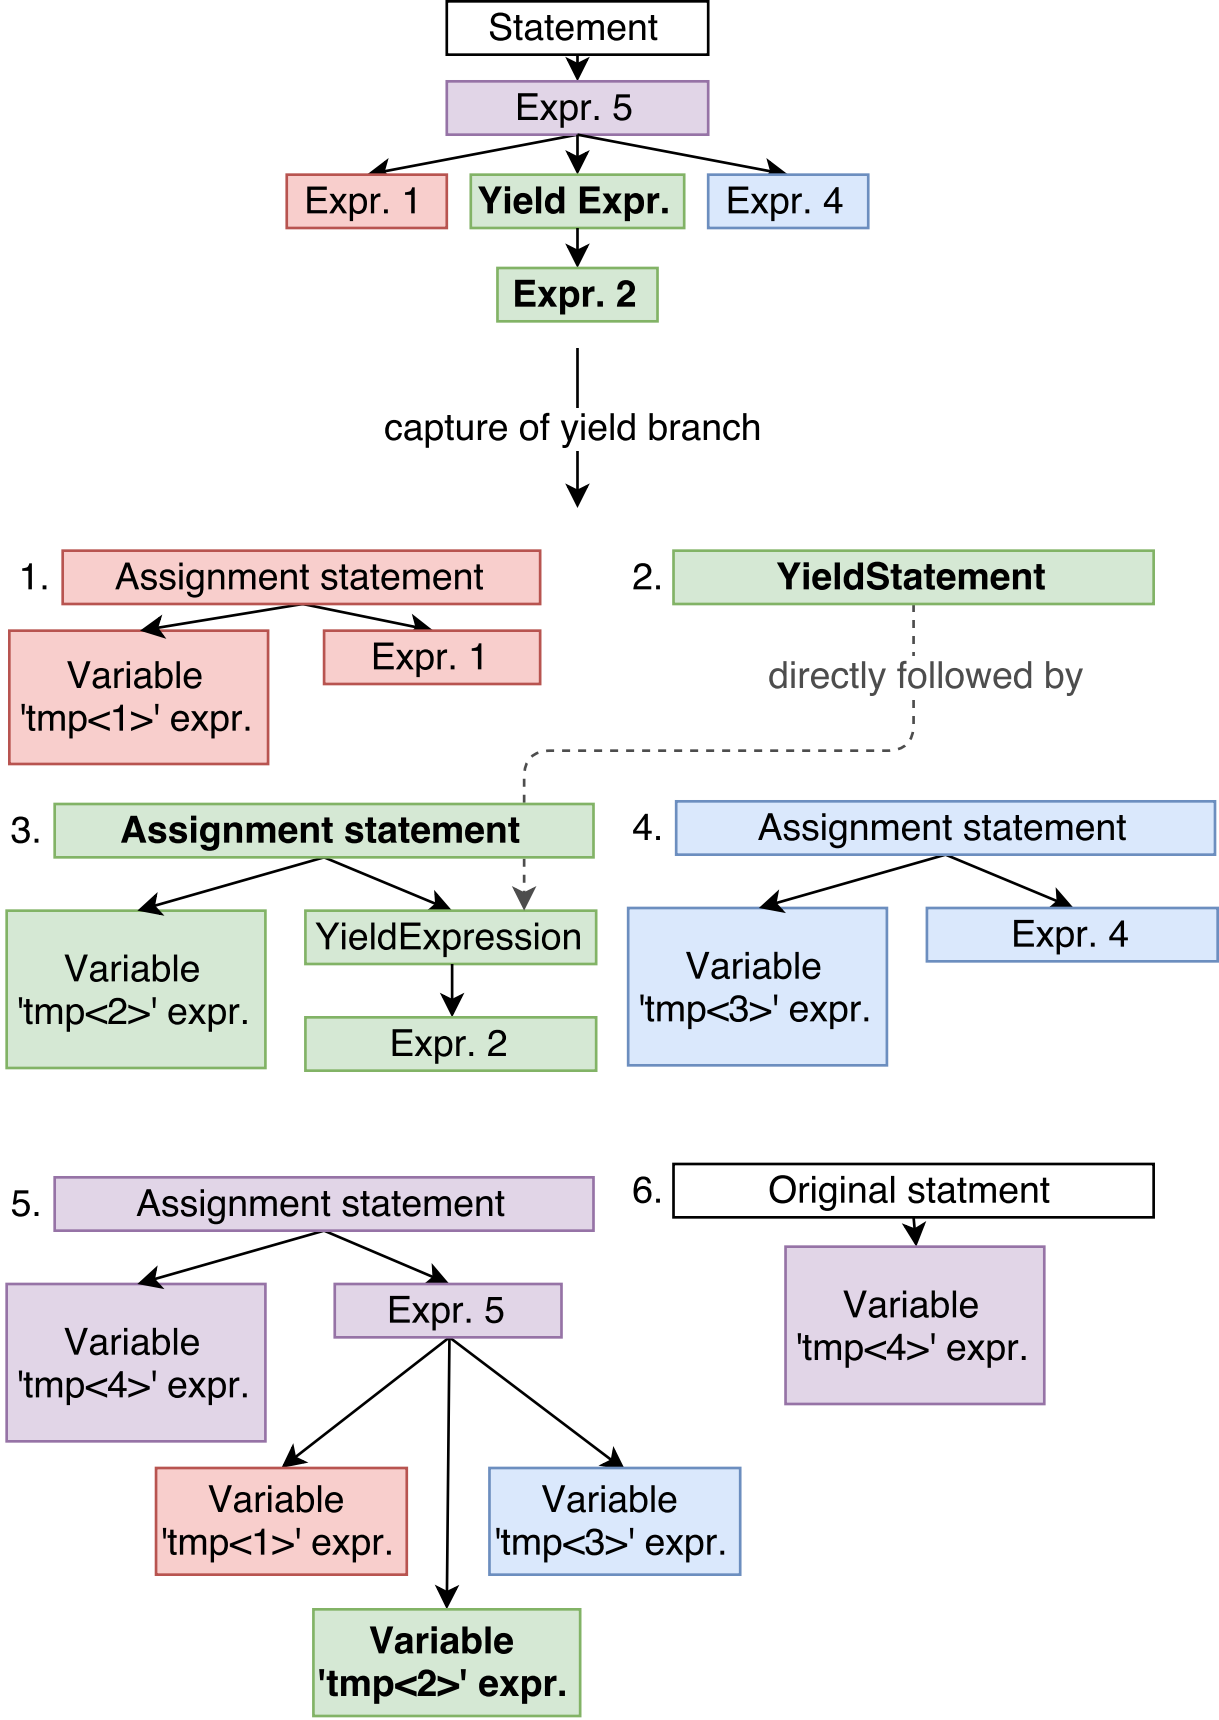 Statement
Expr. 5
Expr. 1
Yield Expr.
Expr. 4
Expr. 2
capture of yield branch
1.
Assignment statement
Variable
'tmp<1>' expr.
Expr. 1
2.
YieldStatement
directly followed by
3.
Assignment statement
Variable
'tmp<2>' expr.
YieldExpression
Expr. 2
4.
Assignment statement
Variable
'tmp<3>' expr.
Expr. 4
5.
Assignment statement
Variable
'tmp<4>' expr.
Expr. 5
Variable
'tmp<1>' expr.
Variable
'tmp<2>' expr.
Variable
'tmp<3>' expr.
6.
Original statment
Variable
'tmp<4>' expr.